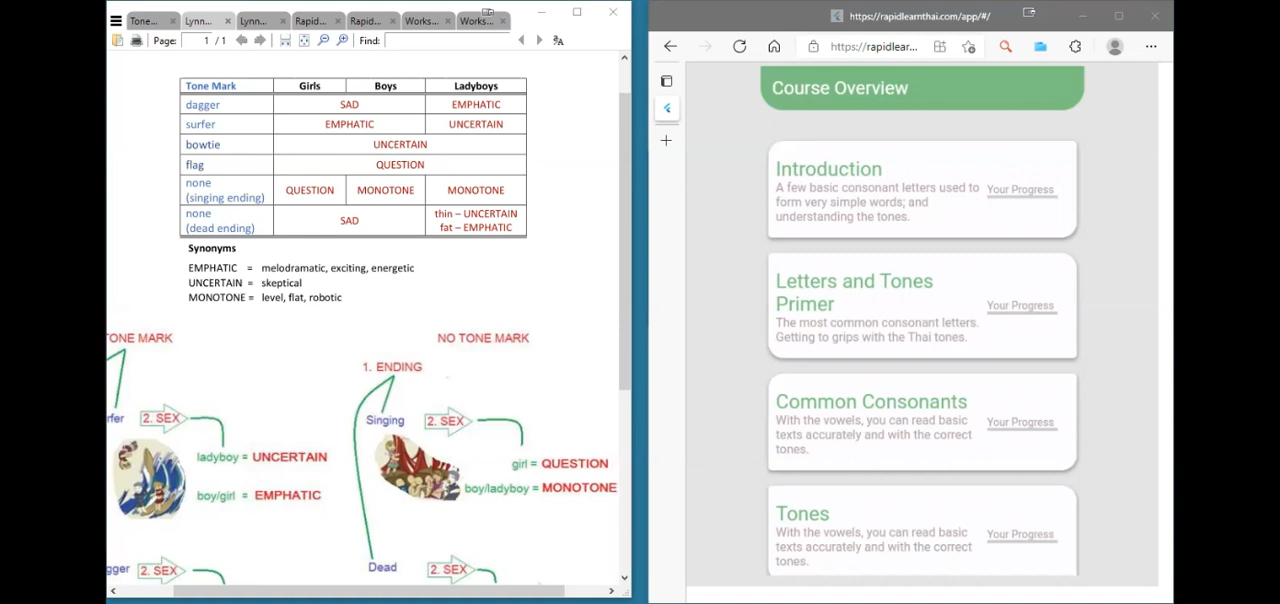 Tone...
Lynn...
Lynn...
Rapid...
Rapid...
Works...
Works...
Page: 1 / 1 Find:
Tone Mark Girls Boys Ladyboys
dagger SAD EMPHATIC
surfer EMPHATIC UNCERTAIN
bowtie UNCERTAIN
flag QUESTION
none
(singing ending) QUESTION MONOTONE MONOTONE
none
(dead ending) SAD
thin – UNCERTAIN
fat – EMPHATIC
Synonyms
EMPHATIC = melodramatic, exciting, energetic
UNCERTAIN = skeptical
MONOTONE = level, flat, robotic
TONE MARK
NO TONE MARK
1. ENDING
rfer
2. SEX
Singing
2. SEX
ladyboy = UNCERTAIN
girl = QUESTION
boy/girl = EMPHATIC
boy/ladyboy = MONOTONE
gger
2. SEX
Dead
2. SEX
https://rapidlearnthai.com/app/#/
https://rapidlear...
Course Overview
Introduction
A few basic consonant letters used to
form very simple words; and
understanding the tones.
Your Progress
Letters and Tones
Primer
The most common consonant letters.
Getting to grips with the Thai tones.
Your Progress
Common Consonants
With the vowels, you can read basic
texts accurately and with the correct
tones.
Your Progress
Tones
With the vowels, you can read basic
texts accurately and with the correct
tones.
Your Progress